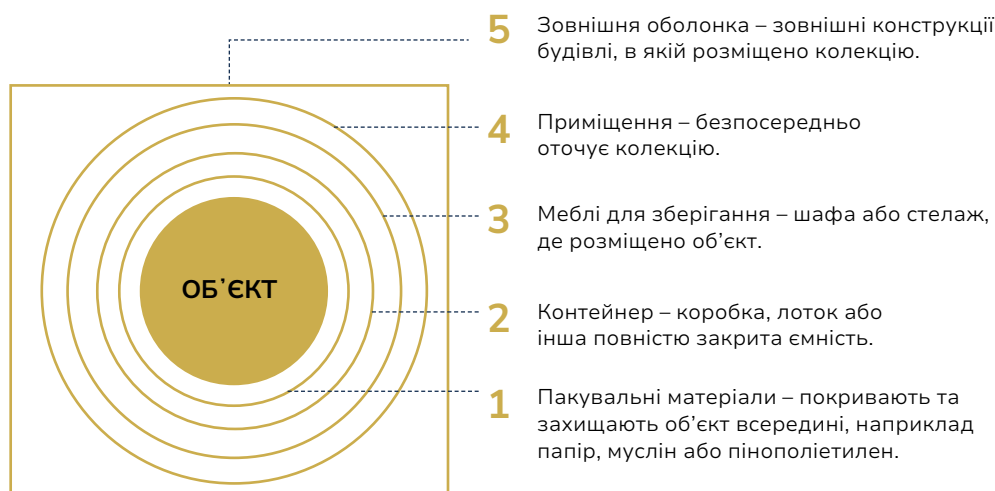 5
Зовнішня оболонка – зовнішні конструкції
будівлі, в якій розміщено колекцію.
4
Приміщення – безпосередньо
оточує колекцію.
3
Меблі для зберігання – шафа або стелаж,
де розміщено об’єкт.
ОБ’ЄКТ
2
Контейнер – коробка, лоток або
інша повністю закрита ємність.
1
Пакувальні матеріали – покривають та
захищають об’єкт всередині, наприклад
папір, муслін або пінополіетилен.